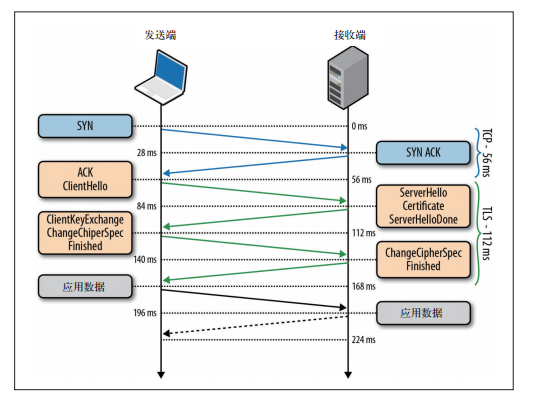 发送端
接收端
SYN
0 ms
28 ms
SYN ACK
TCP - 56 ms
ACK
ClientHello
56 ms
84 ms
ServerHello
Certificate
ServerHelloDone
TLS - 112 ms
ClientKeyExchange
ChangeChiperSpec
Finished
112 ms
140 ms
ChangeCipherSpec
Finished
应用数据
168 ms
196 ms
应用数据
224 ms